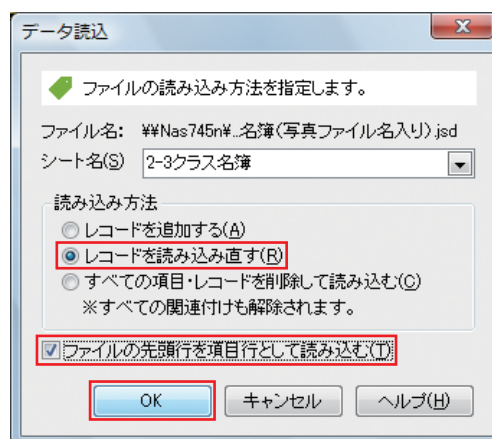 データ読込
ファイルの読み込み方法を指定します。
ファイル名: ¥¥Nas745n¥...名簿(写真ファイル名入り).jsd
シート名(S) 2-3クラス名簿
読み込み方法
レコードを追加する(A)
レコードを読み込み直す(R)
すべての項目・レコードを削除して読み込む(C)
※すべての関連付けも解除されます。
ファイルの先頭行を項目行として読み込む(T)
OK キャンセル ヘルプ(H)